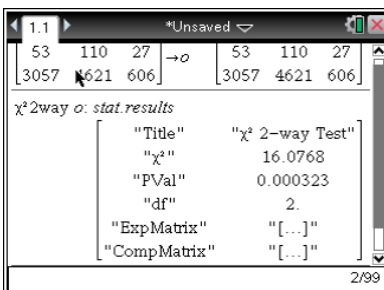 1.1 *Unsaved
53 110 27 →o 53 110 27
3057 4621 606 3057 4621 606
χ²2way o: stat.results
"Title" "χ² 2-way Test"
"χ²" 16.0768
"PVal" 0.000323
"df" 2.
"ExpMatrix" "[...]"
"CompMatrix" "[...]"
2/99